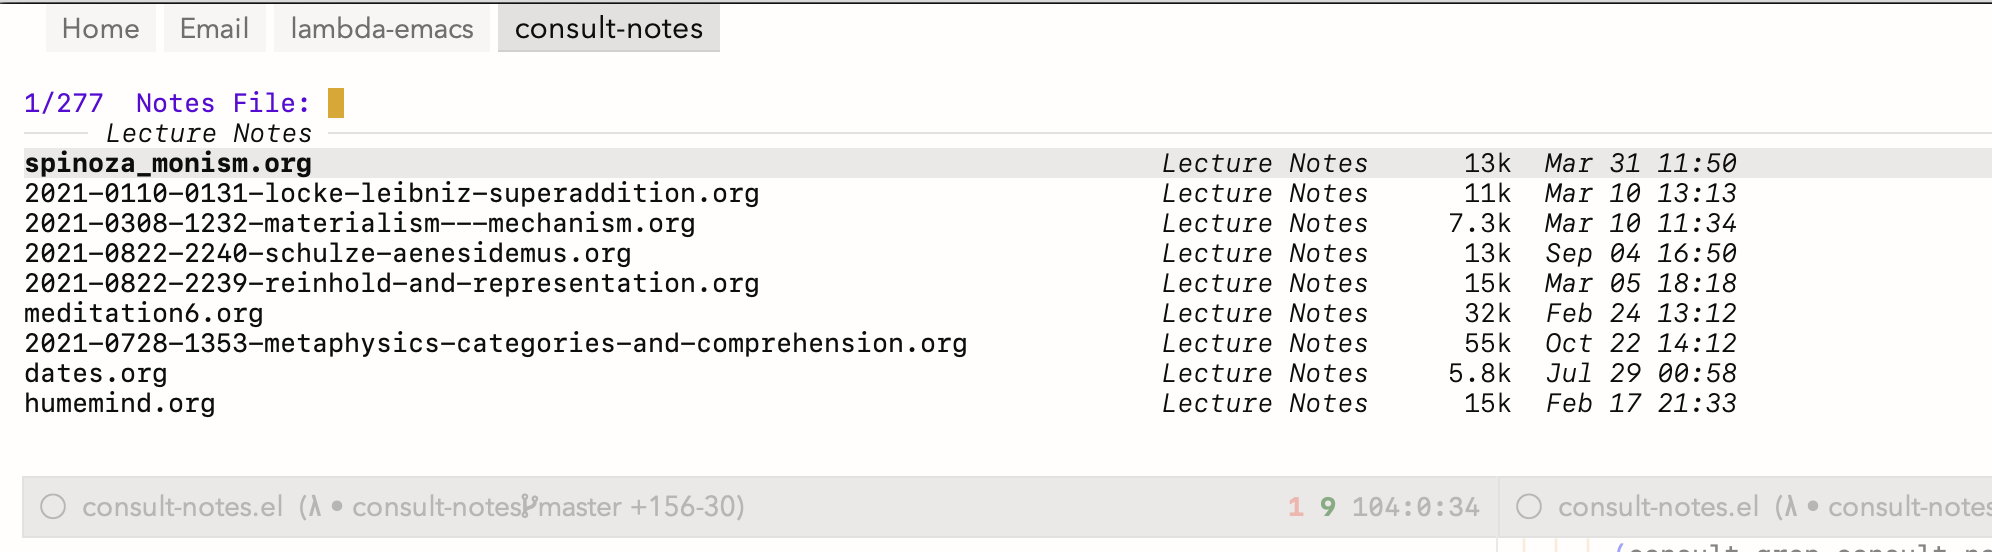 Home Email lambda-emacs consult-notes
1/277 Notes File:
Lecture Notes
spinoza_monism.org Lecture Notes 13k Mar 31 11:50
2021-0110-0131-locke-leibniz-superaddition.org Lecture Notes 11k Mar 10 13:13
2021-0308-1232-materialism---mechanism.org Lecture Notes 7.3k Mar 10 11:34
2021-0822-2240-schulze-aenesidemus.org Lecture Notes 13k Sep 04 16:50
2021-0822-2239-reinhold-and-representation.org Lecture Notes 15k Mar 05 18:18
meditation6.org Lecture Notes 32k Feb 24 13:12
2021-0728-1353-metaphysics-categories-and-comprehension.org Lecture Notes 55k Oct 22 14:12
dates.org Lecture Notes 5.8k Jul 29 00:58
humemind.org Lecture Notes 15k Feb 17 21:33
consult-notes.el (λ • consult-notes master +156-30) 1 9 104:0:34 consult-notes.el (λ • consult-notes